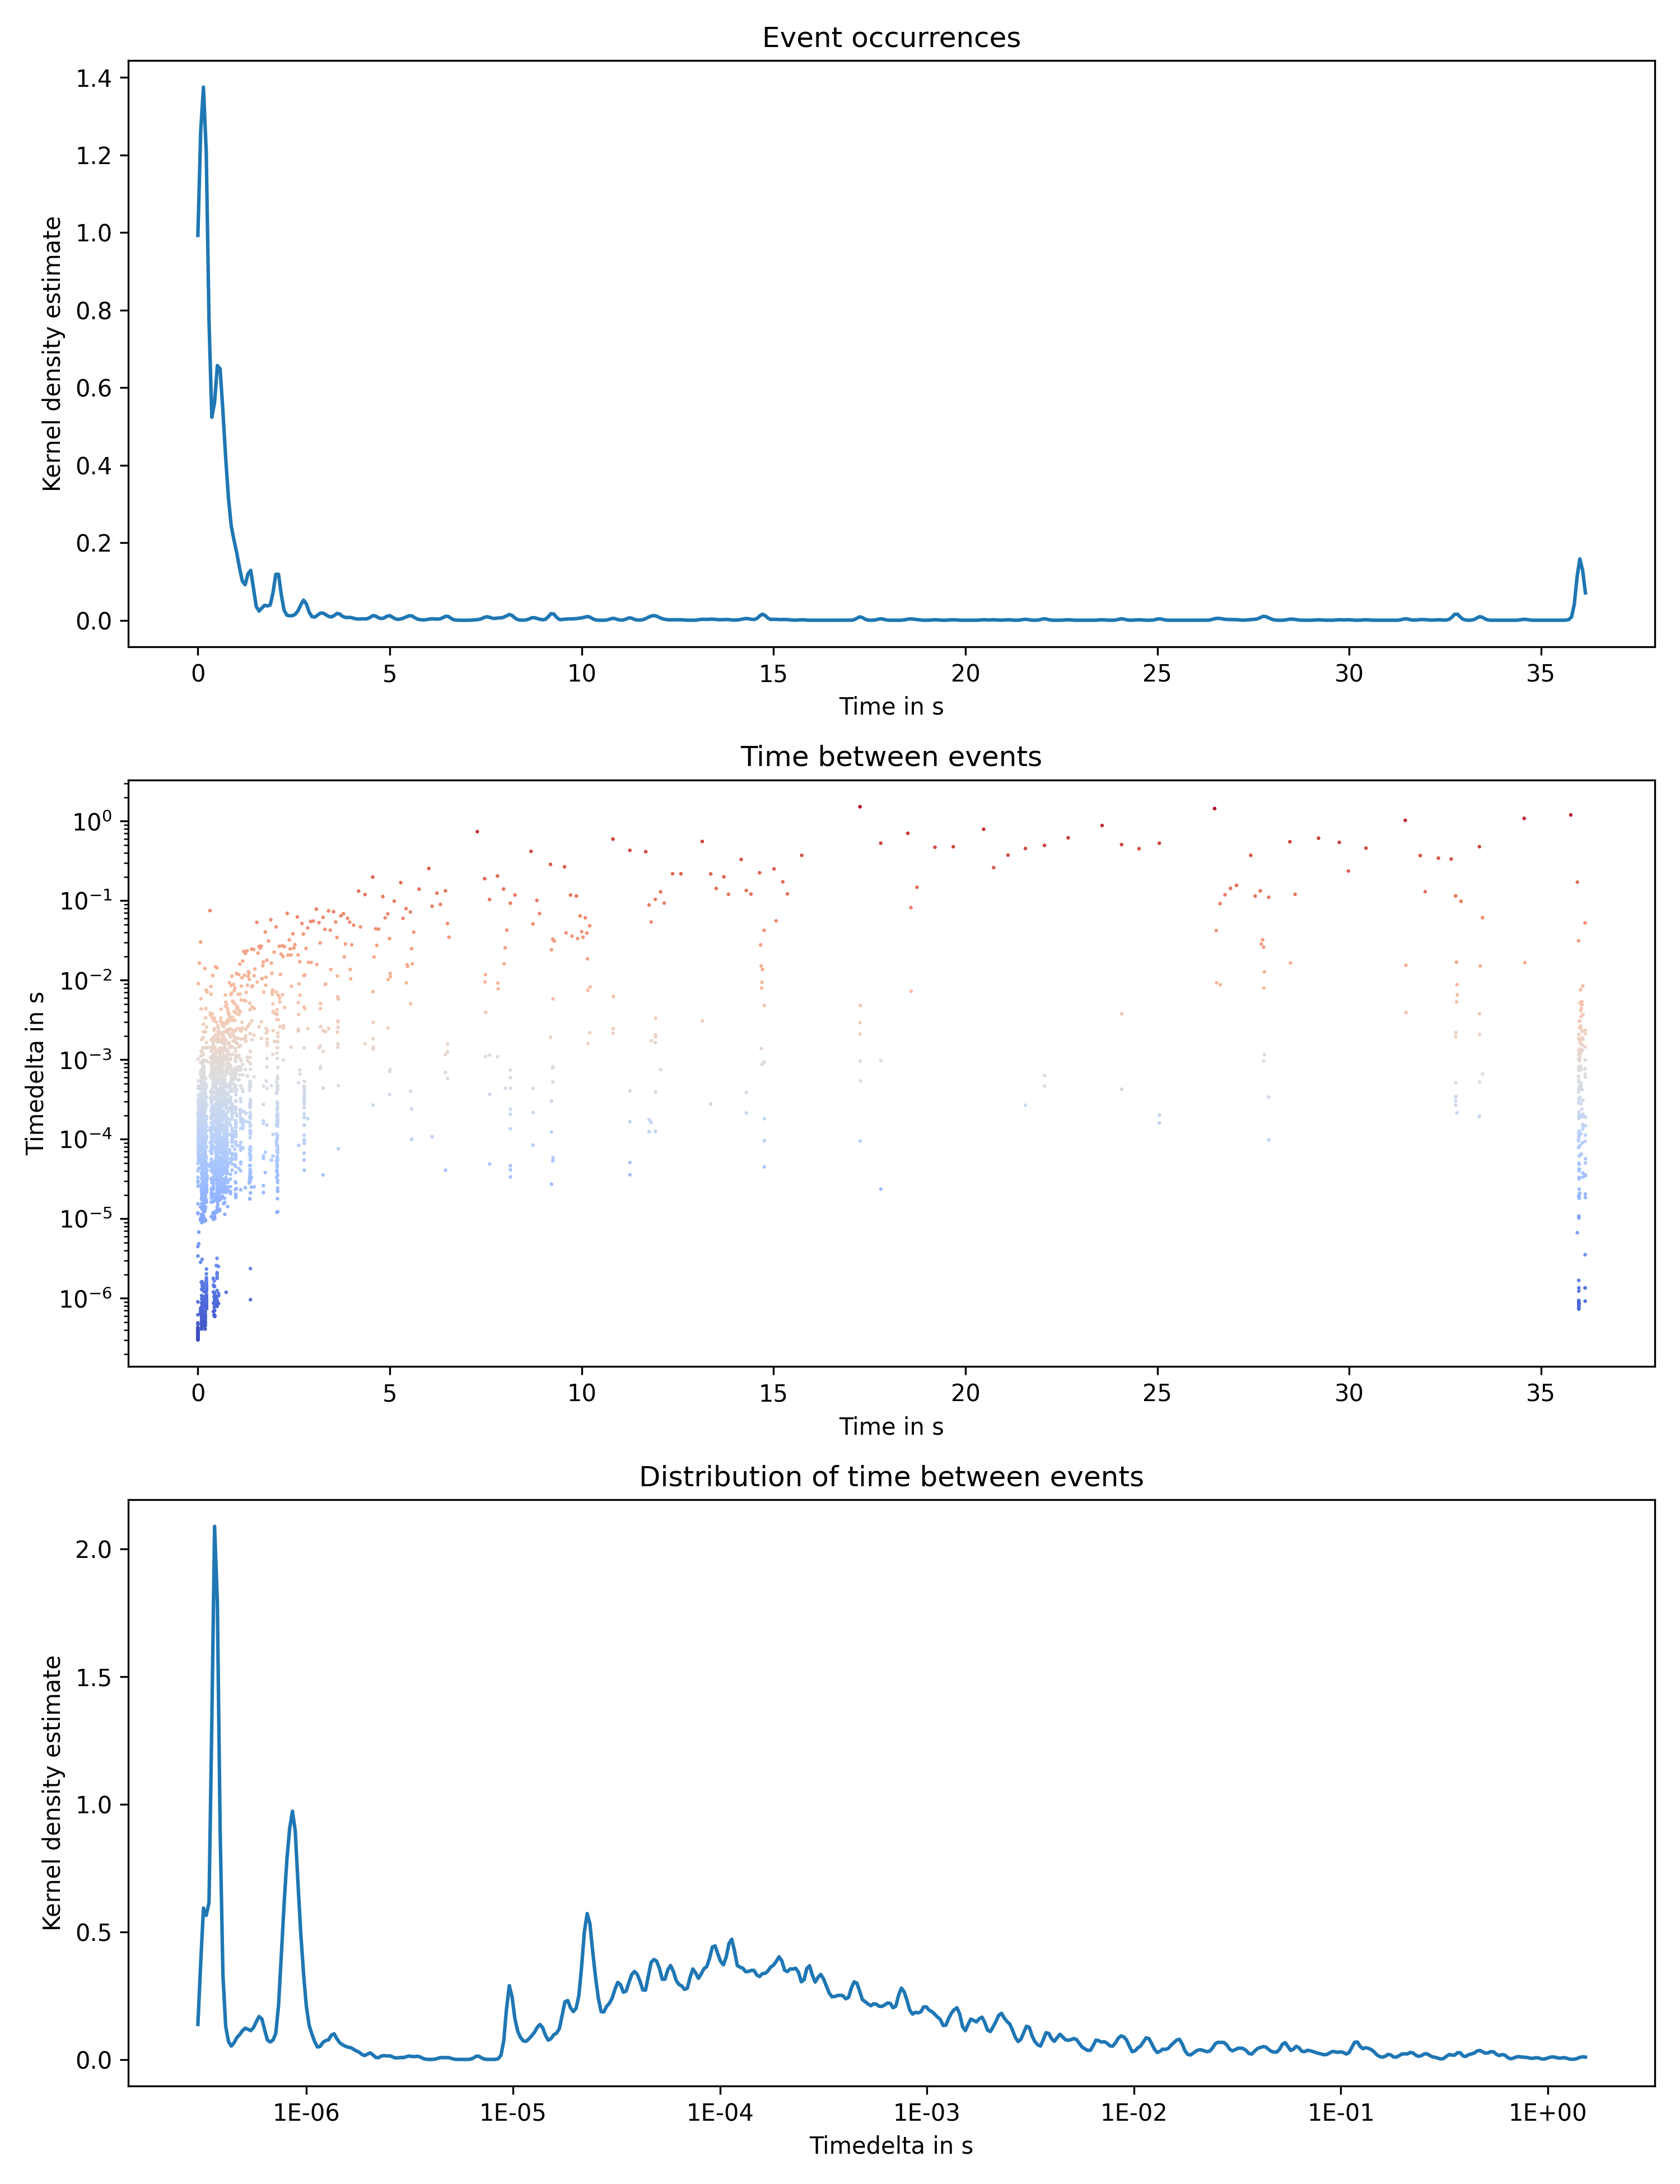 Event occurrences
Kernel density estimate
1.4
1.2
1.0
0.8
0.6
0.4
0.2
0.0
0 5 10 15 20 25 30 35
Time in s
Time between events
Timedelta in s
10⁰
10⁻¹
10⁻²
10⁻³
10⁻⁴
10⁻⁵
10⁻⁶
0 5 10 15 20 25 30 35
Time in s
Distribution of time between events
Kernel density estimate
2.0
1.5
1.0
0.5
0.0
1E-06 1E-05 1E-04 1E-03 1E-02 1E-01 1E+00
Timedelta in s